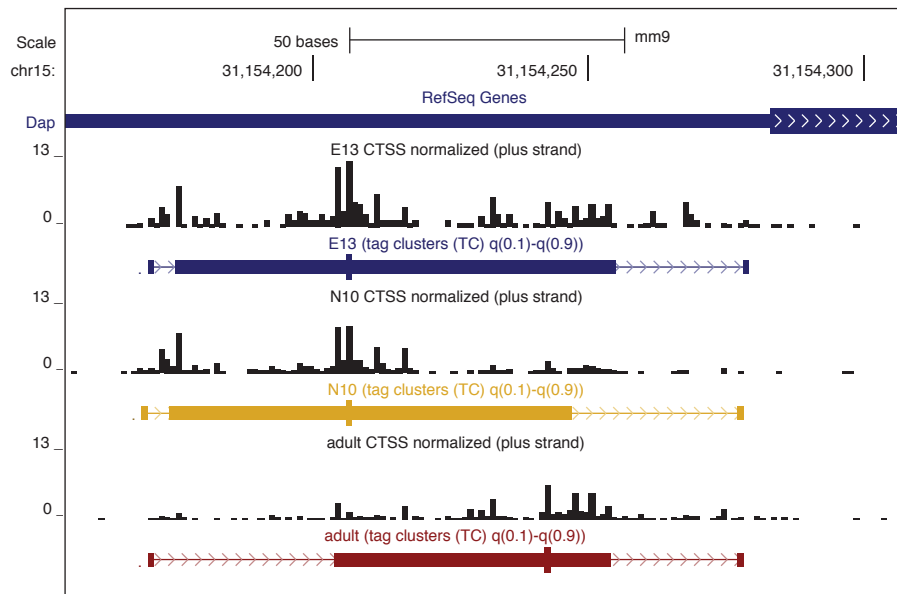 Scale 50 bases mm9
chr15: 31,154,200 31,154,250 31,154,300
RefSeq Genes
Dap
13
E13 CTSS normalized (plus strand)
0
E13 (tag clusters (TC) q(0.1)-q(0.9))
13
N10 CTSS normalized (plus strand)
0
N10 (tag clusters (TC) q(0.1)-q(0.9))
13
adult CTSS normalized (plus strand)
0
adult (tag clusters (TC) q(0.1)-q(0.9))